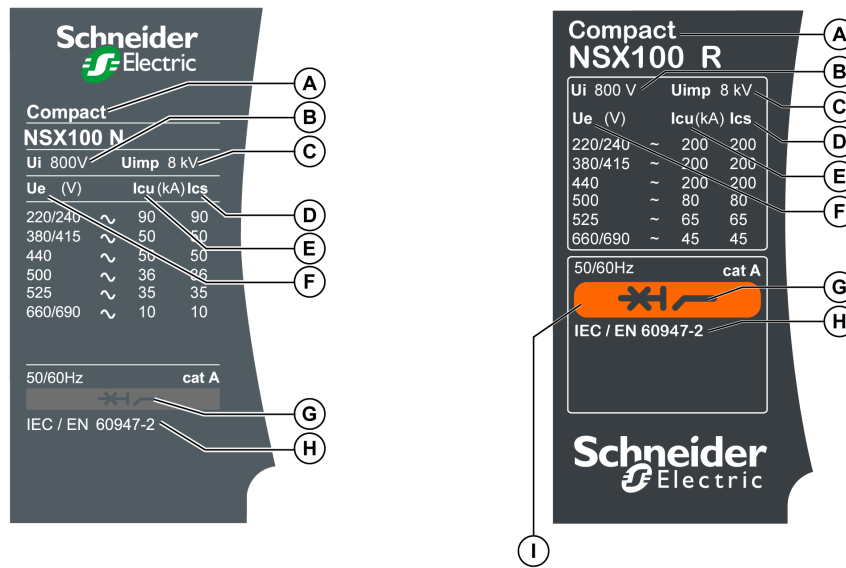 Schneider
Electric
Compact
NSX100 N
Ui 800V Uimp 8 kV
Ue (V) Icu (kA) Ics
220/240 ~ 90 90
380/415 ~ 50 50
440 ~ 50 50
500 ~ 36 36
525 ~ 35 35
660/690 ~ 10 10
50/60Hz cat A
IEC / EN 60947-2
A
B
C
D
E
F
G
H
Compact
NSX100 R
Ui 800 V Uimp 8 kV
Ue (V) Icu(kA) Ics
220/240 ~ 200 200
380/415 ~ 200 200
440 ~ 200 200
500 ~ 80 80
525 ~ 65 65
660/690 ~ 45 45
50/60Hz cat A
IEC / EN 60947-2
Schneider
Electric
A
B
C
D
E
F
G
H
I